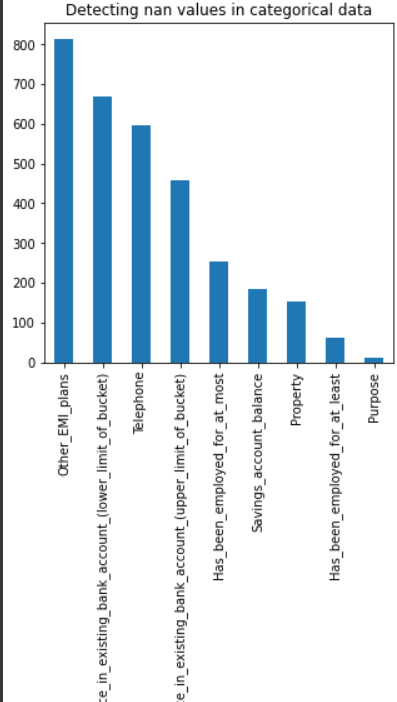 Detecting nan values in categorical data
800
700
600
500
400
300
200
100
0
Other_EMI_plans
ce_in_existing_bank_account_(lower_limit_of_bucket)
Telephone
ce_in_existing_bank_account_(upper_limit_of_bucket)
Has_been_employed_for_at_most
Savings_account_balance
Property
Has_been_employed_for_at_least
Purpose